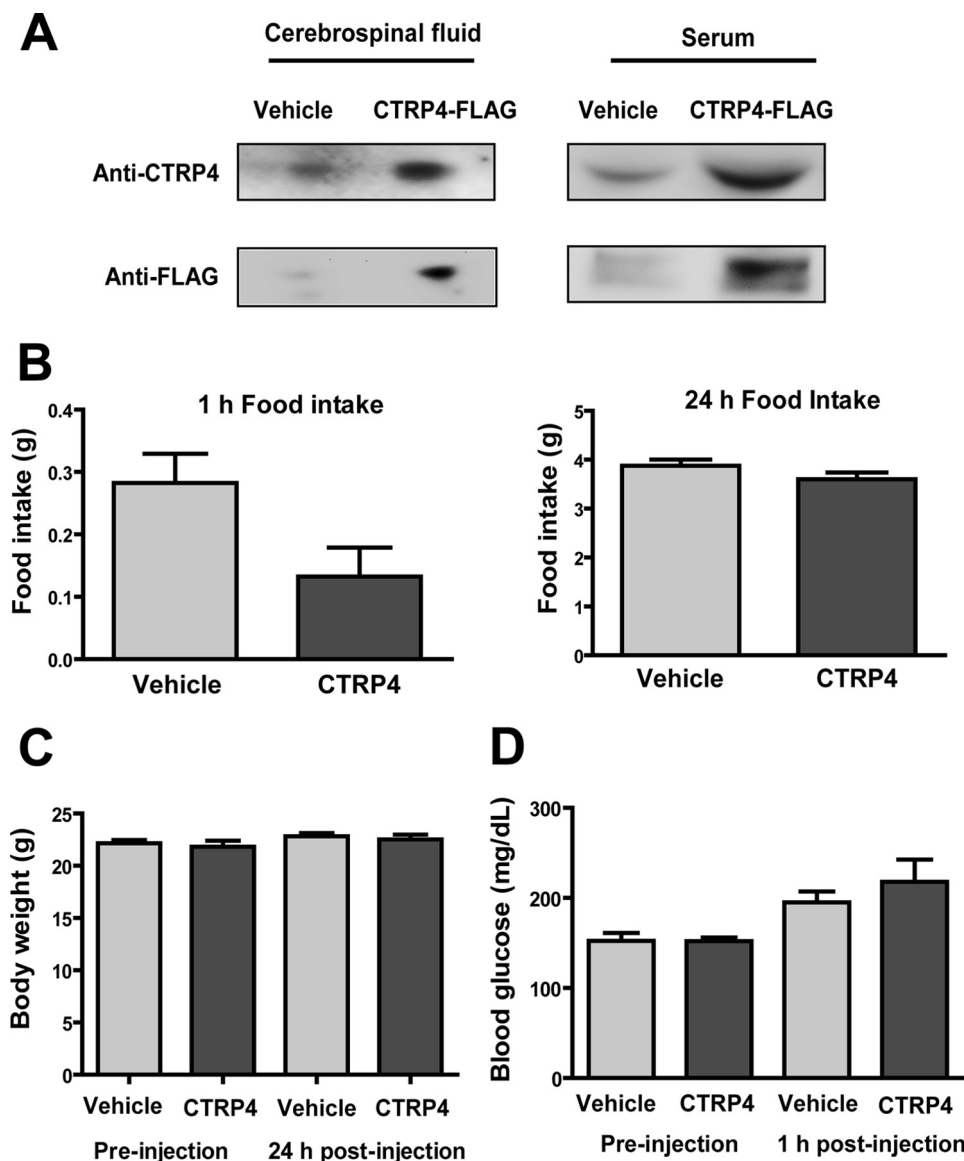 A
Cerebrospinal fluid
Serum
Vehicle CTRP4-FLAG
Vehicle CTRP4-FLAG
Anti-CTRP4
Anti-FLAG
B
1 h Food intake
Food intake (g)
0.4
0.3
0.2
0.1
0.0
Vehicle CTRP4
24 h Food Intake
Food intake (g)
5
4
3
2
1
0
Vehicle CTRP4
C
Body weight (g)
25
20
15
10
5
0
Vehicle CTRP4 Vehicle CTRP4
Pre-injection 24 h post-injection
D
Blood glucose (mg/dL)
300
200
100
0
Vehicle CTRP4 Vehicle CTRP4
Pre-injection 1 h post-injection